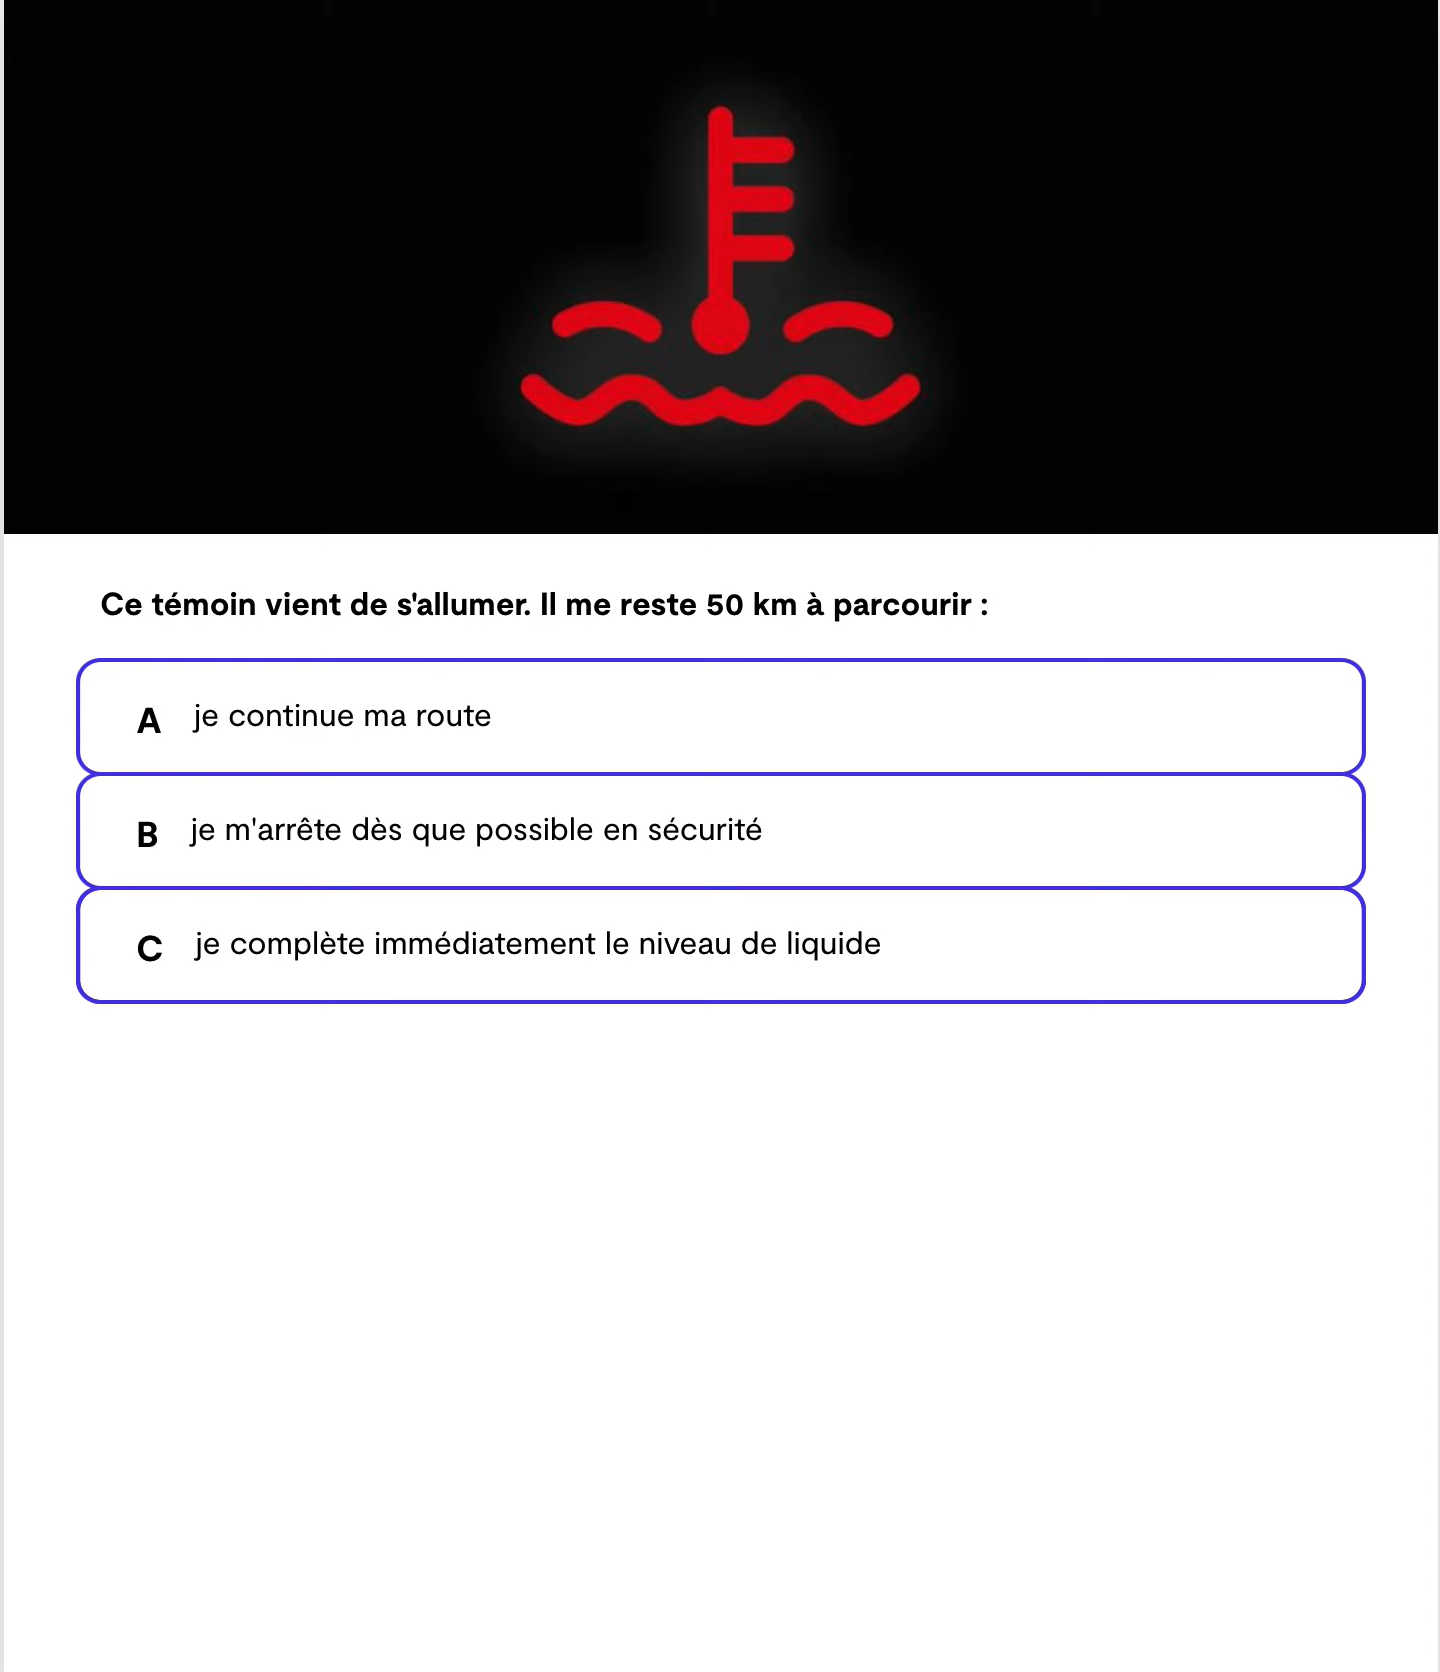 Ce témoin vient de s'allumer. Il me reste 50 km à parcourir :
A je continue ma route
B je m'arrête dès que possible en sécurité
C je complète immédiatement le niveau de liquide